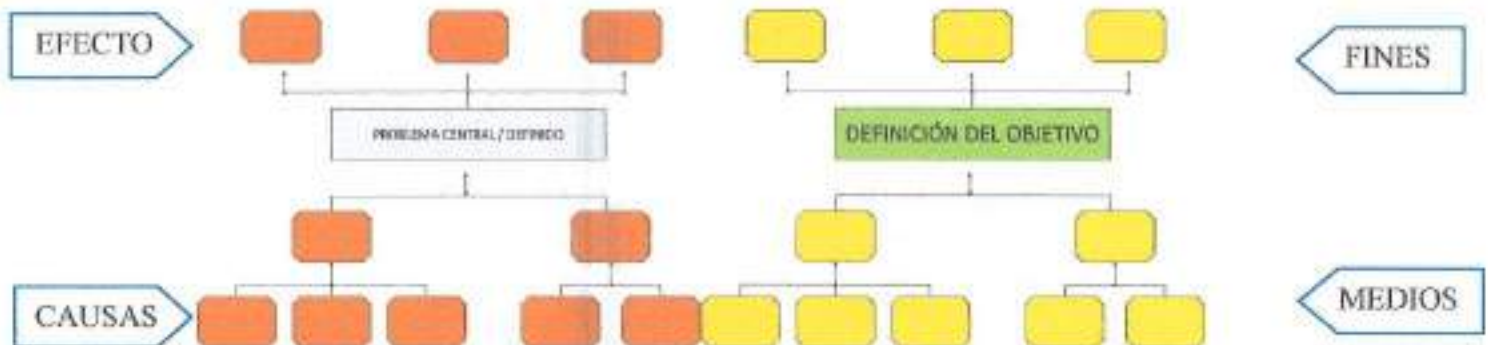 EFECTO
FINES
PROBLEMA CENTRAL / DEFINIDO
DEFINICIÓN DEL OBJETIVO
CAUSAS
MEDIOS